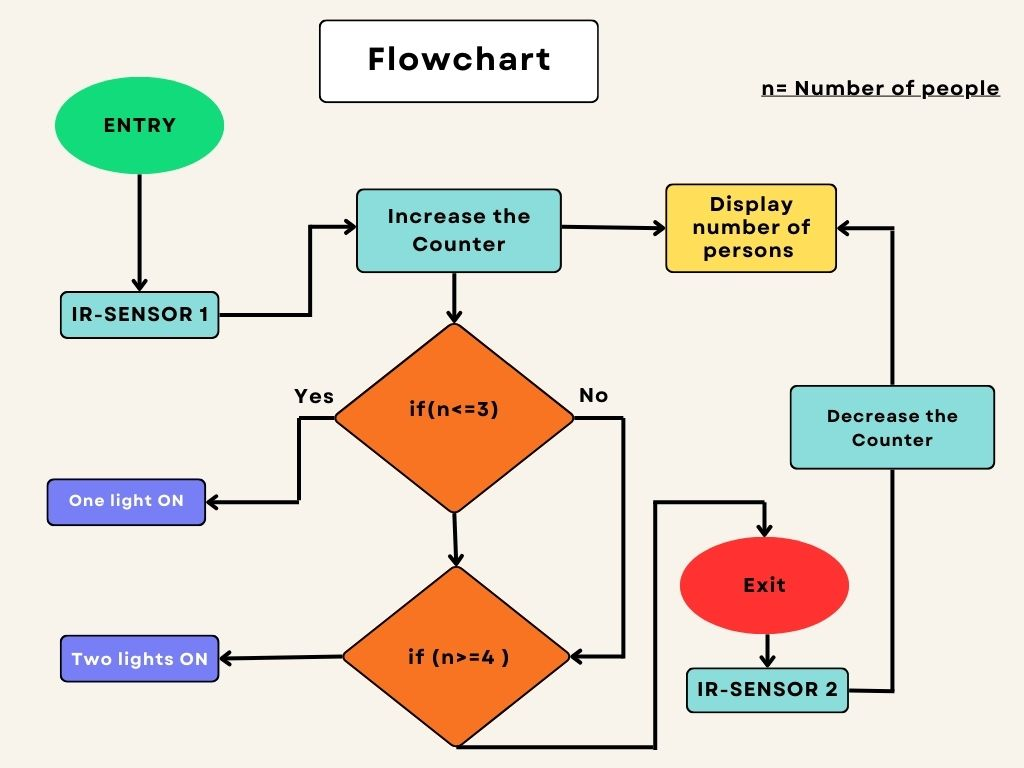 Flowchart
n= Number of people
ENTRY
Increase the
Counter
Display
number of
persons
IR-SENSOR 1
Yes
if(n<=3)
No
Decrease the
Counter
One light ON
Exit
Two lights ON
if (n>=4 )
IR-SENSOR 2